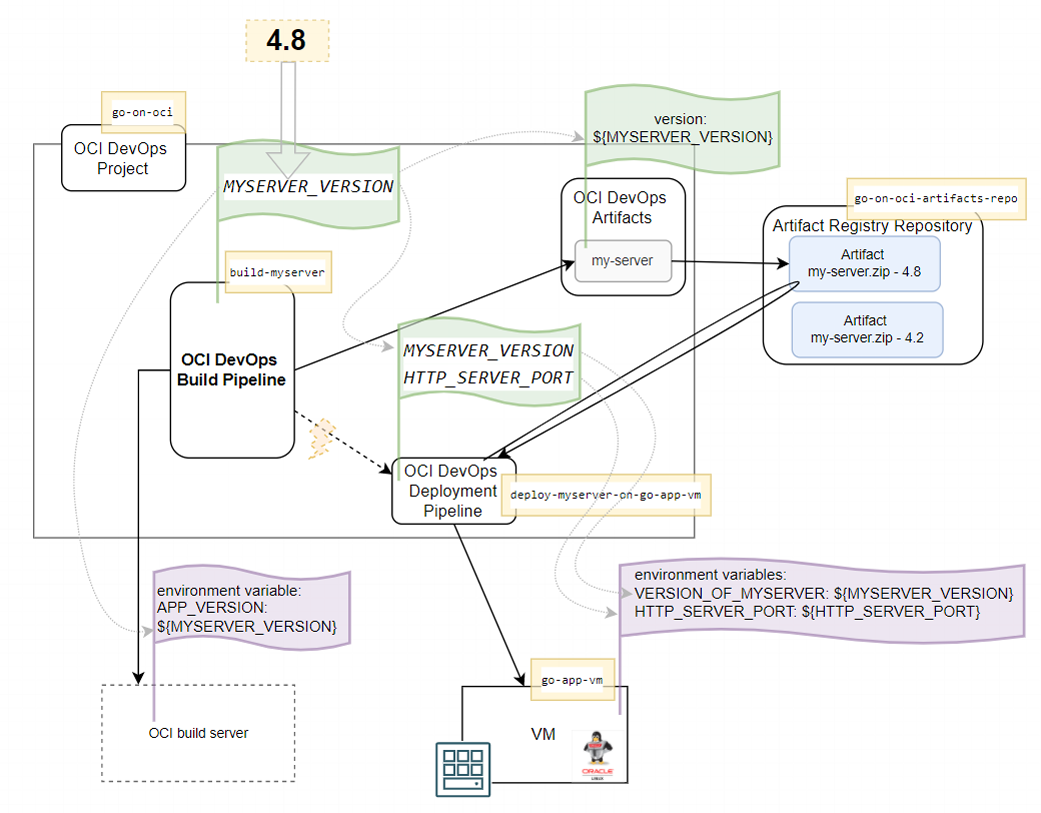 4.8
go-on-oci
OCI DevOps
Project
version:
${MYSERVER_VERSION}
MYSERVER_VERSION
OCI DevOps
Artifacts
my-server
go-on-oci-artifacts-repo
Artifact Registry Repository
Artifact
my-server.zip - 4.8
Artifact
my-server.zip - 4.2
build-myserver
OCI DevOps
Build Pipeline
MYSERVER_VERSION
HTTP_SERVER_PORT
OCI DevOps
Deployment
Pipeline
deploy-myserver-on-go-app-vm
environment variable:
APP_VERSION:
${MYSERVER_VERSION}
environment variables:
VERSION_OF_MYSERVER: ${MYSERVER_VERSION}
HTTP_SERVER_PORT: ${HTTP_SERVER_PORT}
go-app-vm
OCI build server
VM
ORACLE
LINUX